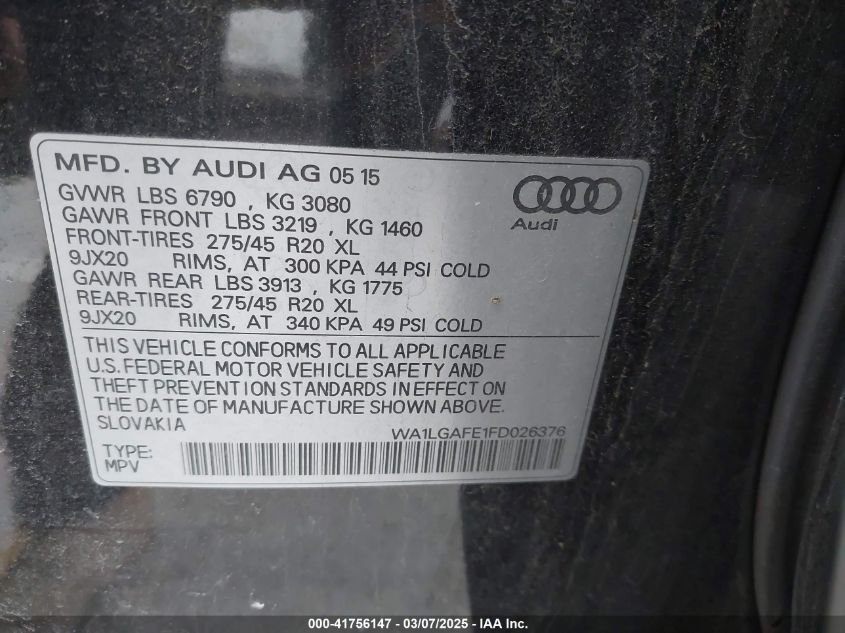 MFD. BY AUDI AG 05 15
GVWR LBS 6790 , KG 3080
GAWR FRONT LBS 3219 , KG 1460
FRONT-TIRES 275/45 R20 XL
9JX20 RIMS, AT 300 KPA 44 PSI COLD
GAWR REAR LBS 3913 , KG 1775
REAR-TIRES 275/45 R20 XL
9JX20 RIMS, AT 340 KPA 49 PSI COLD
Audi
THIS VEHICLE CONFORMS TO ALL APPLICABLE
U.S. FEDERAL MOTOR VEHICLE SAFETY AND
THEFT PREVENTION STANDARDS IN EFFECT ON
THE DATE OF MANUFACTURE SHOWN ABOVE.
SLOVAKIA
WA1LGAFE1FD026376
TYPE:
MPV
000-41756147 - 03/07/2025 - IAA Inc.